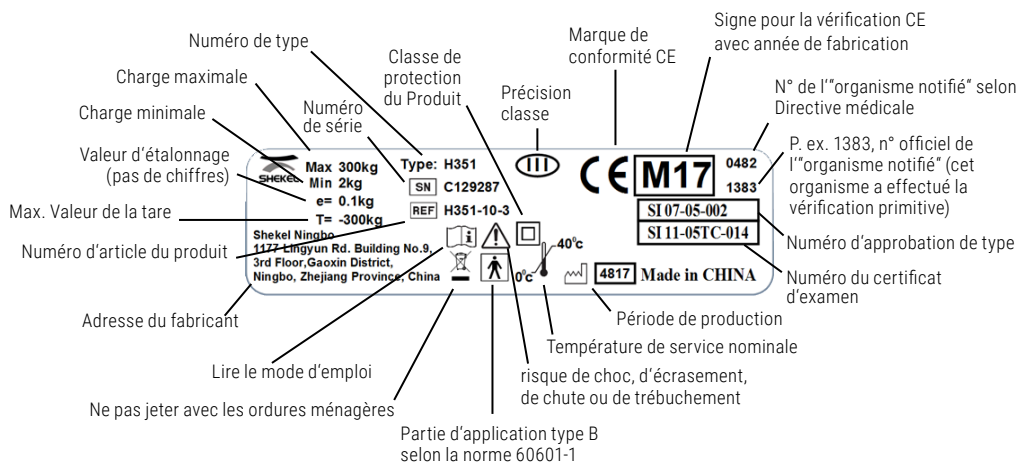 Signe pour la vérification CE
avec année de fabrication
Marque de
conformité CE
Numéro de type
Classe de
protection
du Produit
Charge maximale
Précision
classe
N° de l'"organisme notifié“ selon
Directive médicale
Charge minimale
Numéro
de série
P. ex. 1383, n° officiel de
l'"organisme notifié“ (cet
organisme a effectué la
vérification primitive)
Valeur d'étalonnage
(pas de chiffres)
Max. Valeur de la tare
Numéro d'article du produit
SHEKEL
Max 300kg
Min 2kg
e= 0.1kg
T= -300kg
Type: H351
SN C129287
REF H351-10-3
III
CE M17
0482
1383
SI 07-05-002
SI 11-05TC-014
Shekel Ningbo
1177 Lingyun Rd. Building No.9,
3rd Floor,Gaoxin District,
Ningbo, Zhejiang Province, China
40°c
0°c
4817 Made in CHINA
Numéro d'approbation de type
Numéro du certificat
d'examen
Adresse du fabricant
Période de production
Température de service nominale
Lire le mode d'emploi
risque de choc, d'écrasement,
de chute ou de trébuchement
Ne pas jeter avec les ordures ménagères
Partie d'application type B
selon la norme 60601-1